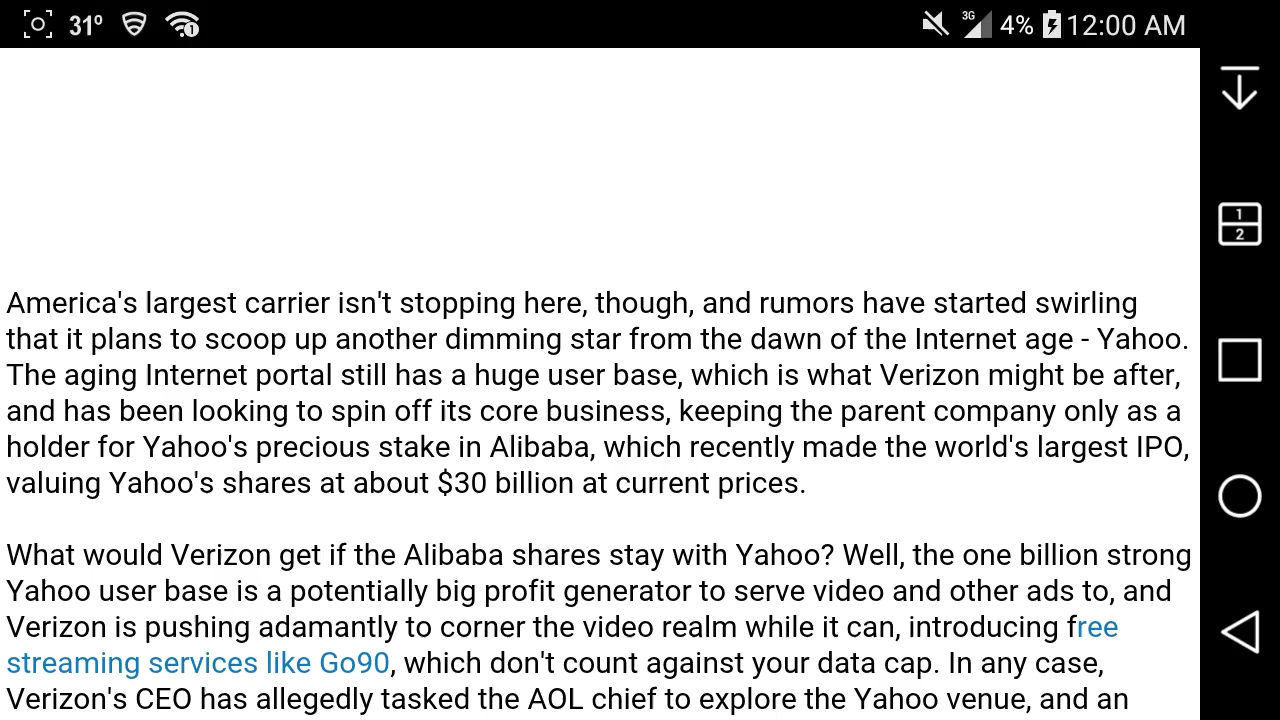 31º
1
3G
4%
12:00 AM
1
2
America's largest carrier isn't stopping here, though, and rumors have started swirling
that it plans to scoop up another dimming star from the dawn of the Internet age - Yahoo.
The aging Internet portal still has a huge user base, which is what Verizon might be after,
and has been looking to spin off its core business, keeping the parent company only as a
holder for Yahoo's precious stake in Alibaba, which recently made the world's largest IPO,
valuing Yahoo's shares at about $30 billion at current prices.
What would Verizon get if the Alibaba shares stay with Yahoo? Well, the one billion strong
Yahoo user base is a potentially big profit generator to serve video and other ads to, and
Verizon is pushing adamantly to corner the video realm while it can, introducing free
streaming services like Go90, which don't count against your data cap. In any case,
Verizon's CEO has allegedly tasked the AOL chief to explore the Yahoo venue, and an